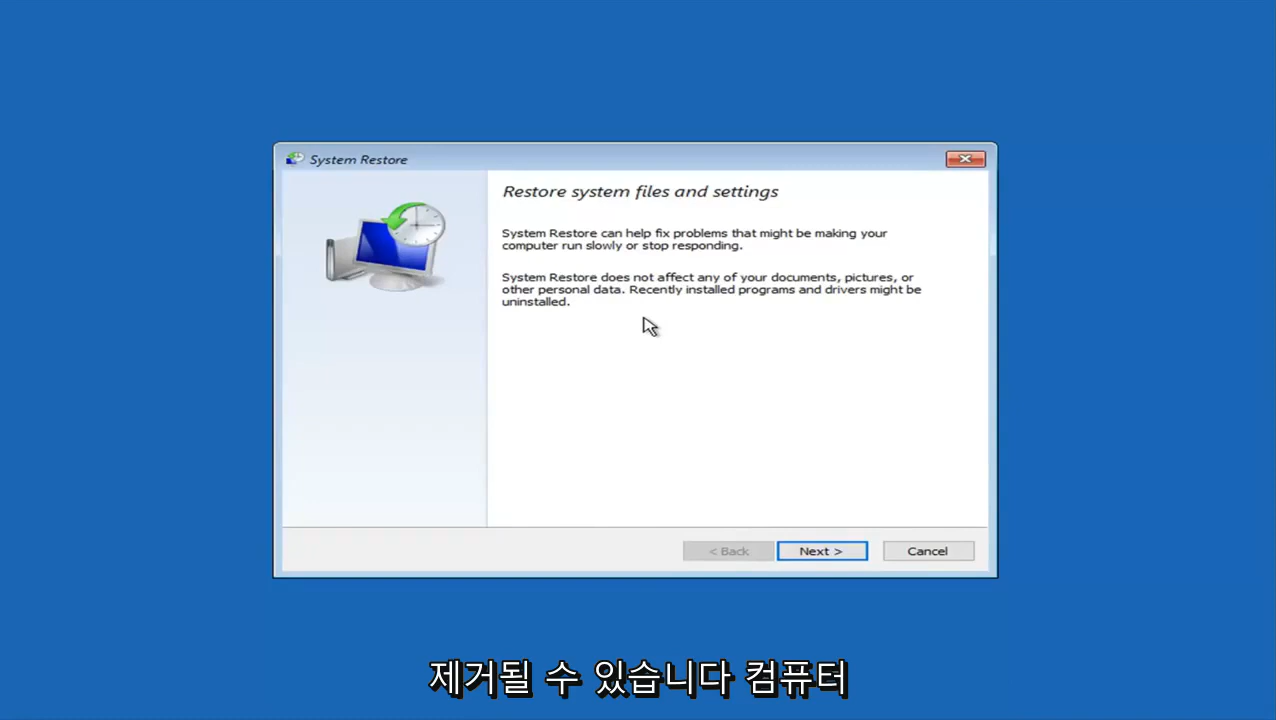 System Restore
Restore system files and settings
System Restore can help fix problems that might be making your
computer run slowly or stop responding.
System Restore does not affect any of your documents, pictures, or
other personal data. Recently installed programs and drivers might be
uninstalled.
< Back
Next >
Cancel
제거될 수 있습니다 컴퓨터